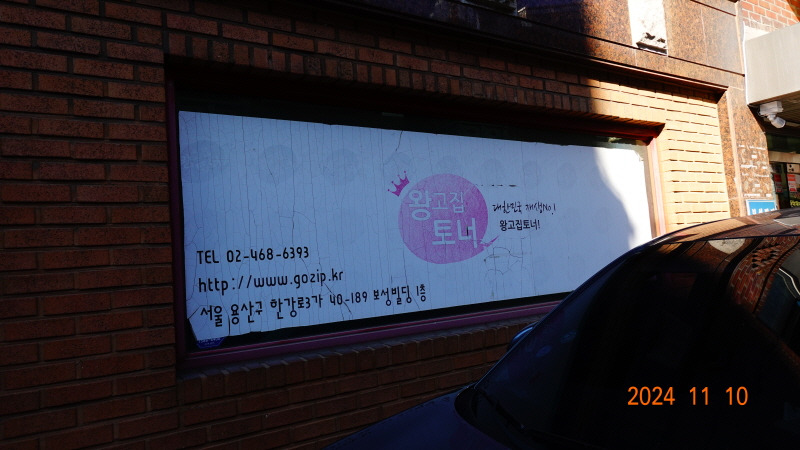 왕고집
토너
대한민국 재생No.1
왕고집토너!
TEL 02-468-6393
http://www.gozip.kr
서울 용산구 한강로3가 40-189 보성빌딩 1층
2024 11 10